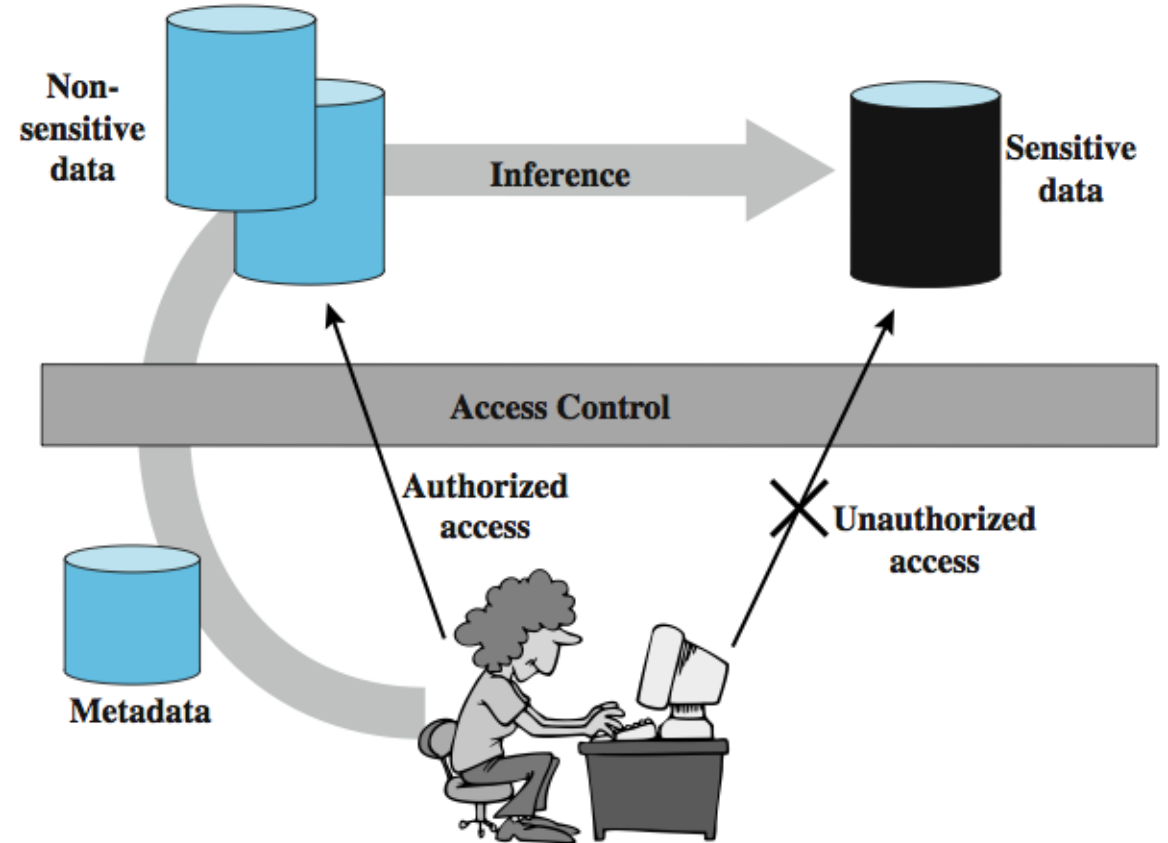 Non-
sensitive
data
Inference
Sensitive
data
Access Control
Authorized
access
Unauthorized
access
Metadata